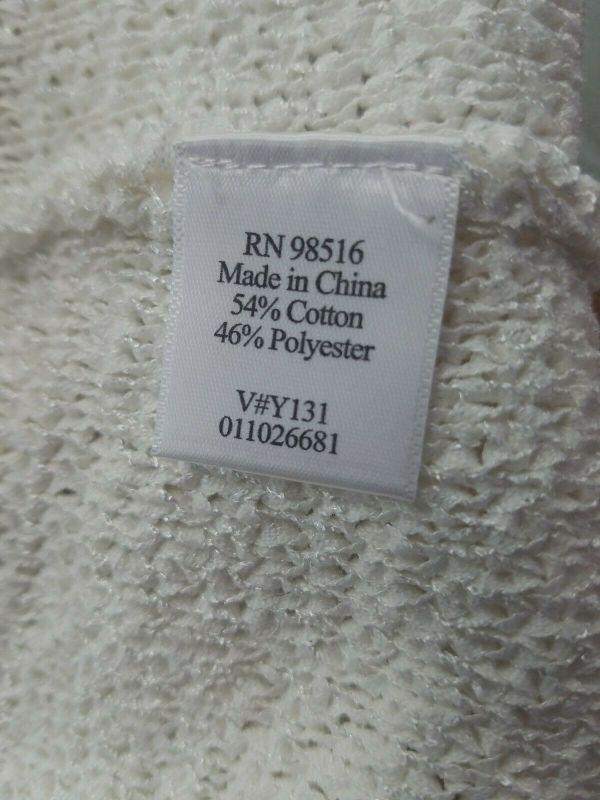 RN 98516
Made in China
54% Cotton
46% Polyester
V#Y131
011026681